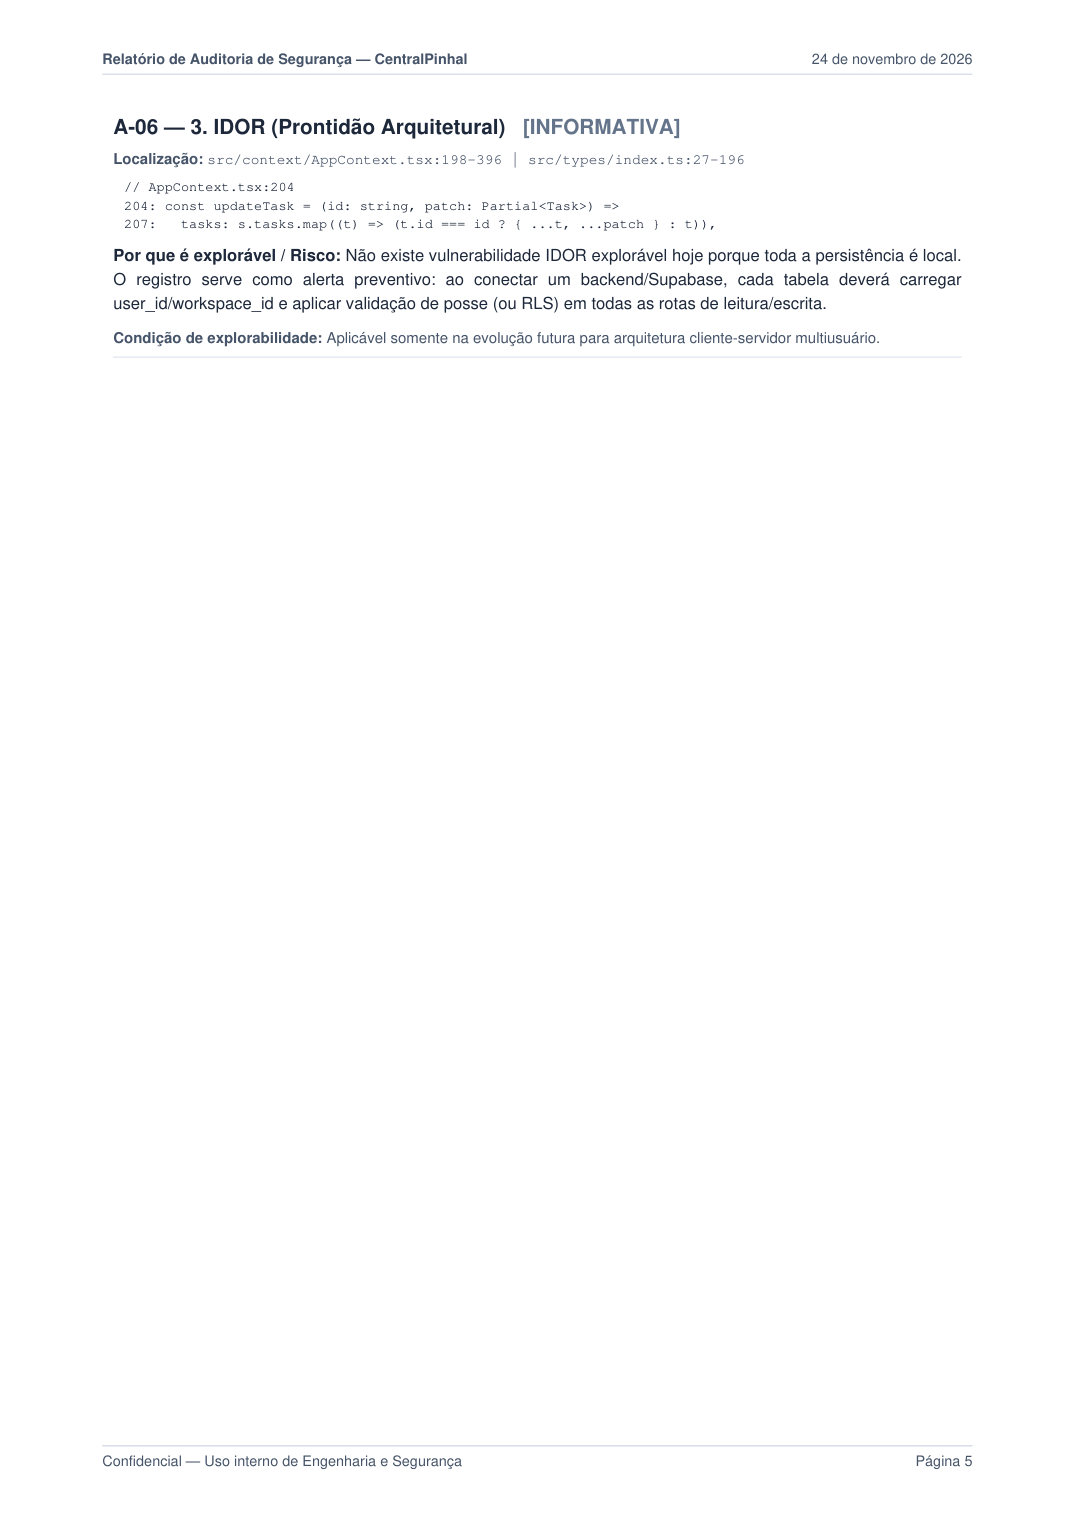 Relatório de Auditoria de Segurança — CentralPinhal
24 de novembro de 2026
A-06 — 3. IDOR (Prontidão Arquitetural) [INFORMATIVA]
Localização: src/context/AppContext.tsx:198-396 | src/types/index.ts:27-196
// AppContext.tsx:204
204: const updateTask = (id: string, patch: Partial<Task>) =>
207:   tasks: s.tasks.map((t) => (t.id === id ? { ...t, ...patch } : t)),
Por que é explorável / Risco: Não existe vulnerabilidade IDOR explorável hoje porque toda a persistência é local.
O registro serve como alerta preventivo: ao conectar um backend/Supabase, cada tabela deverá carregar
user_id/workspace_id e aplicar validação de posse (ou RLS) em todas as rotas de leitura/escrita.
Condição de explorabilidade: Aplicável somente na evolução futura para arquitetura cliente-servidor multiusuário.
Confidencial — Uso interno de Engenharia e Segurança
Página 5